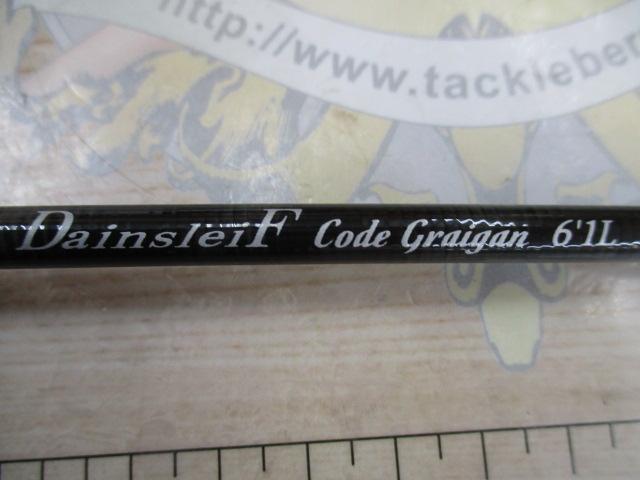 http://www.tackleber
DainsleiF Code Graigan 6'1L